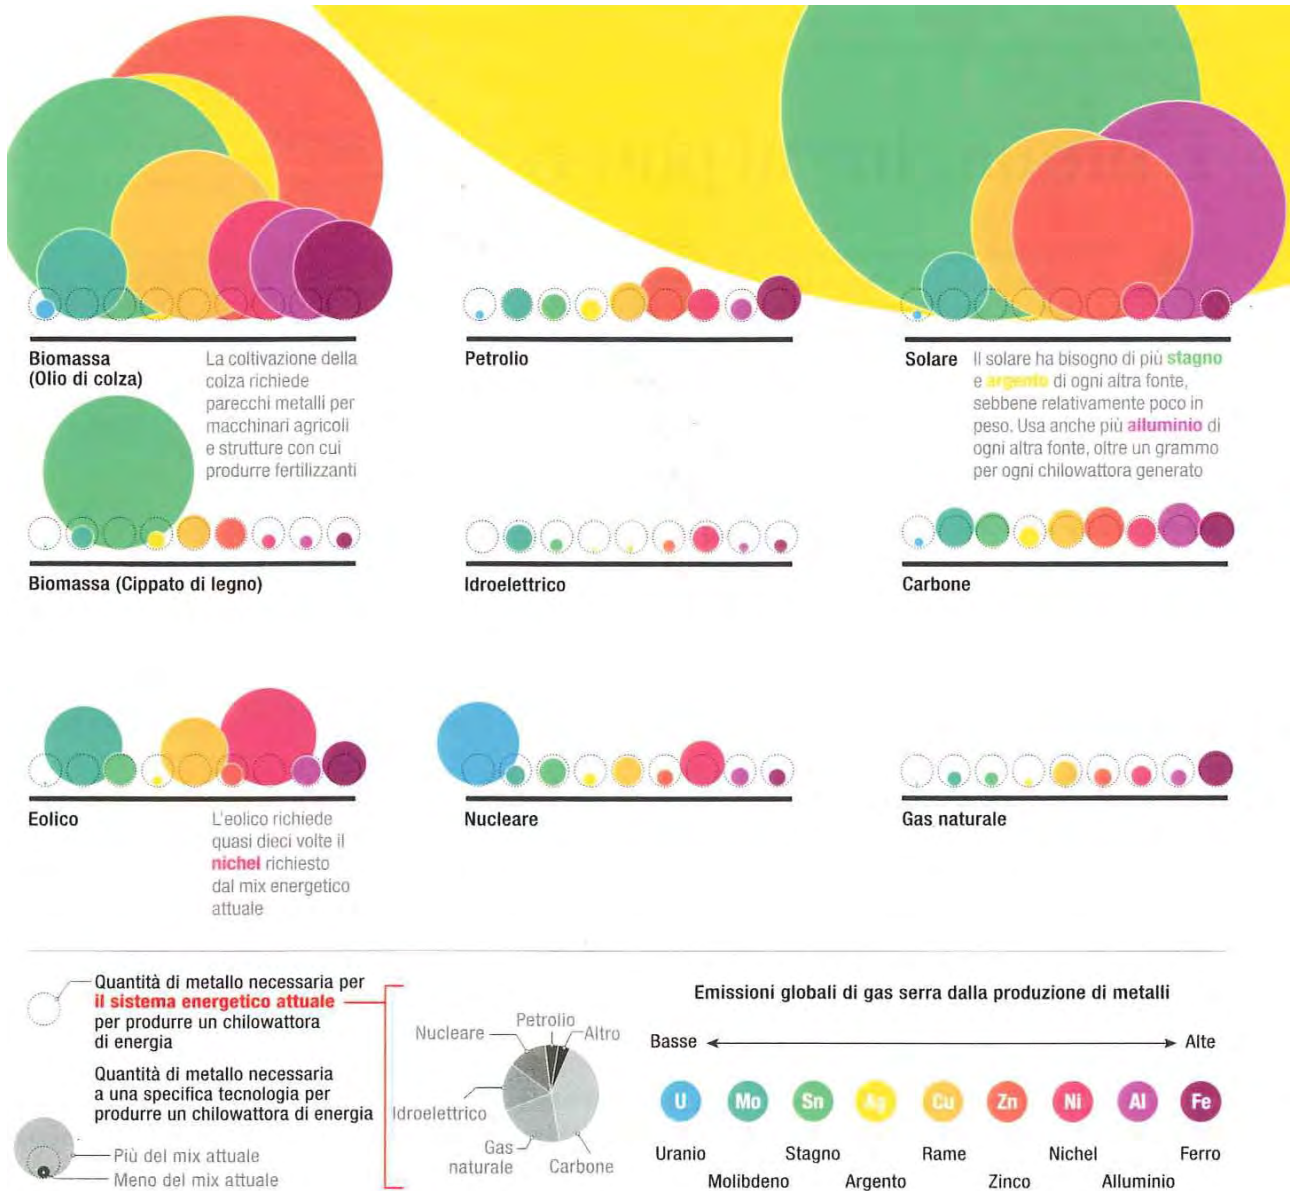 Biomassa
(Olio di colza)
La coltivazione della
colza richiede
parecchi metalli per
macchinari agricoli
e strutture con cui
produrre fertilizzanti
Petrolio
Solare
Il solare ha bisogno di più stagno
e argento di ogni altra fonte,
sebbene relativamente poco in
peso. Usa anche più alluminio di
ogni altra fonte, oltre un grammo
per ogni chilowattora generato
Biomassa (Cippato di legno)
Idroelettrico
Carbone
Eolico
L'eolico richiede
quasi dieci volte il
nichel richiesto
dal mix energetico
attuale
Nucleare
Gas naturale
Quantità di metallo necessaria per
il sistema energetico attuale
per produrre un chilowattora
di energia
Quantità di metallo necessaria
a una specifica tecnologia per
produrre un chilowattora di energia
Più del mix attuale
Meno del mix attuale
Petrolio
Nucleare
Altro
Idroelettrico
Gas
naturale
Carbone
Emissioni globali di gas serra dalla produzione di metalli
Basse
Alte
U
Mo
Sn
Ag
Cu
Zn
Ni
Al
Fe
Uranio
Stagno
Rame
Nichel
Ferro
Molibdeno
Argento
Zinco
Alluminio